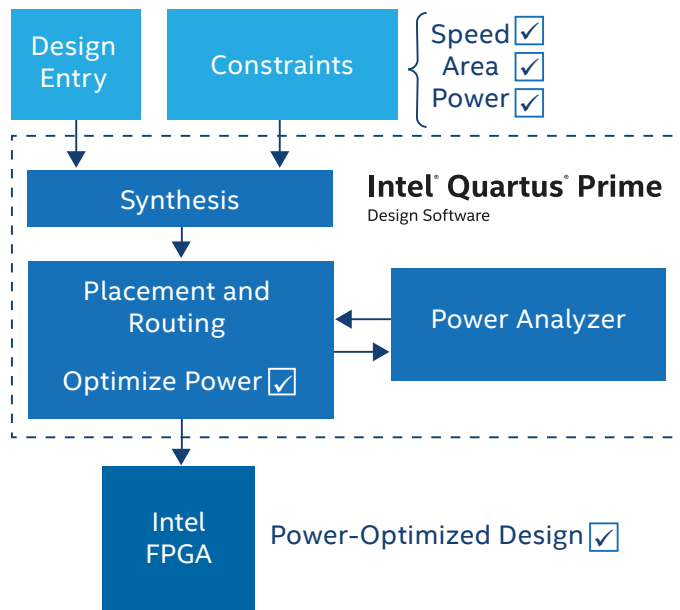 Design
Entry
Constraints
Speed ✓
Area ✓
Power ✓
Synthesis
Intel® Quartus® Prime
Design Software
Placement and
Routing
Optimize Power ✓
Power Analyzer
Intel
FPGA
Power-Optimized Design ✓